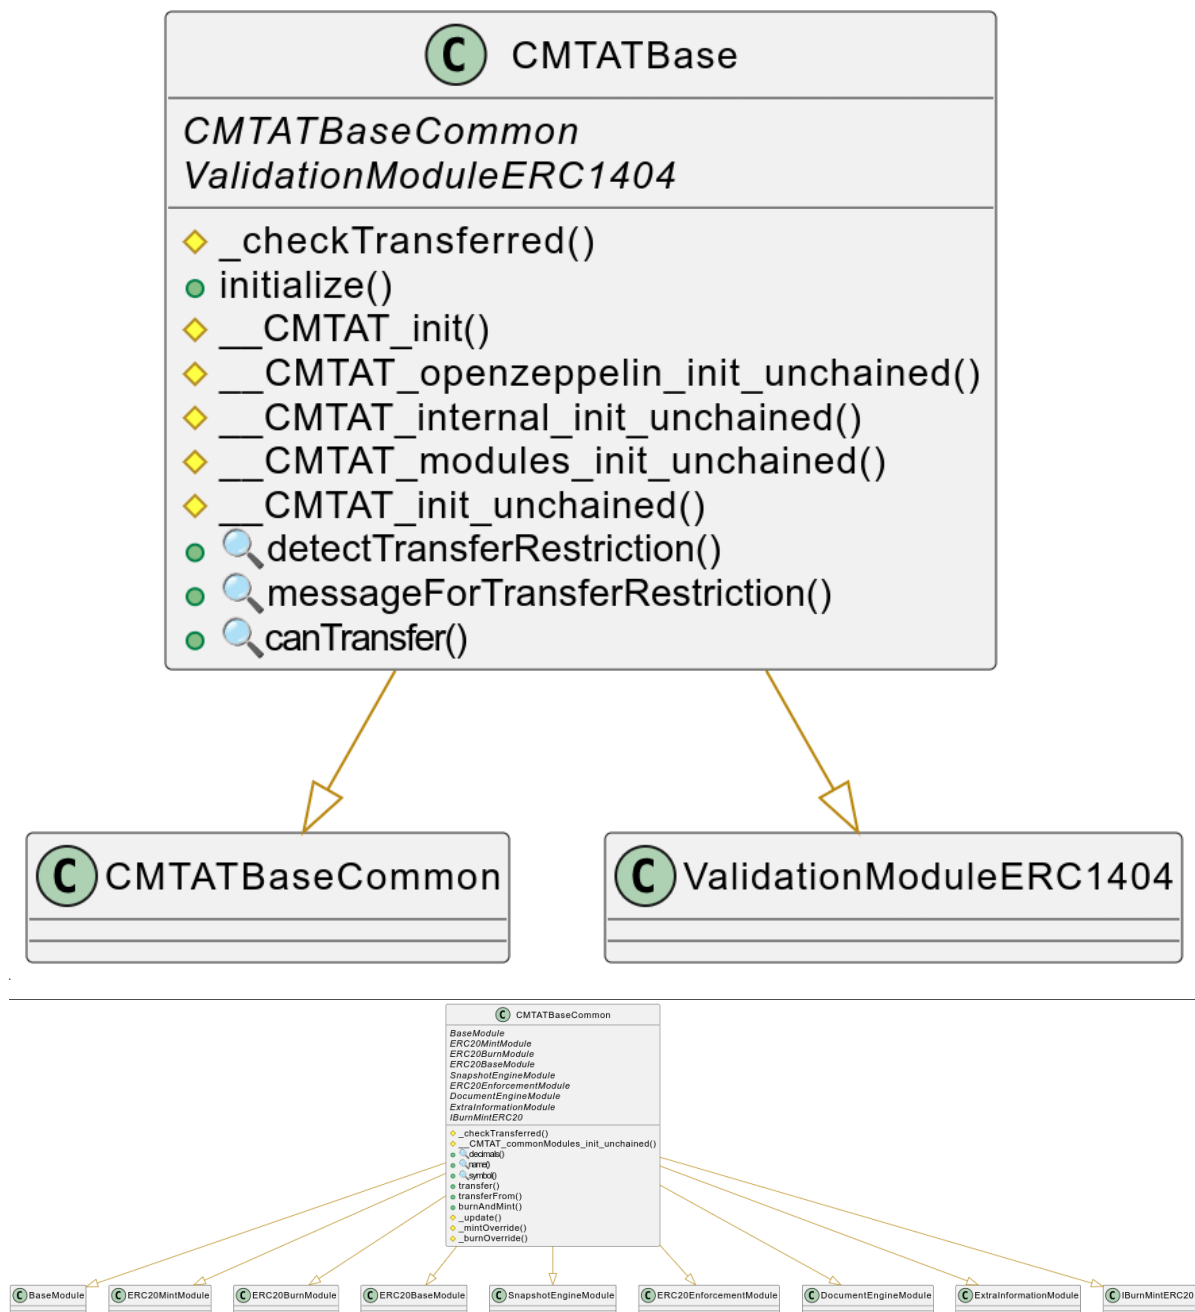 C CMTATBase
CMTATBaseCommon
ValidationModuleERC1404
_checkTransferred()
initialize()
__CMTAT_init()
__CMTAT_openzeppelin_init_unchained()
__CMTAT_internal_init_unchained()
__CMTAT_modules_init_unchained()
__CMTAT_init_unchained()
🔍detectTransferRestriction()
🔍messageForTransferRestriction()
🔍canTransfer()
C CMTATBaseCommon
C ValidationModuleERC1404
.
C CMTATBaseCommon
BaseModule
ERC20MintModule
ERC20BurnModule
ERC20BaseModule
SnapshotEngineModule
ERC20EnforcementModule
DocumentEngineModule
ExtraInformationModule
IBurnMintERC20
_checkTransferred()
__CMTAT_commonModules_init_unchained()
🔍decimals()
🔍name()
🔍symbol()
transfer()
transferFrom()
burnAndMint()
_update()
_mintOverride()
_burnOverride()
C BaseModule
C ERC20MintModule
C ERC20BurnModule
C ERC20BaseModule
C SnapshotEngineModule
C ERC20EnforcementModule
C DocumentEngineModule
C ExtraInformationModule
C IBurnMintERC20